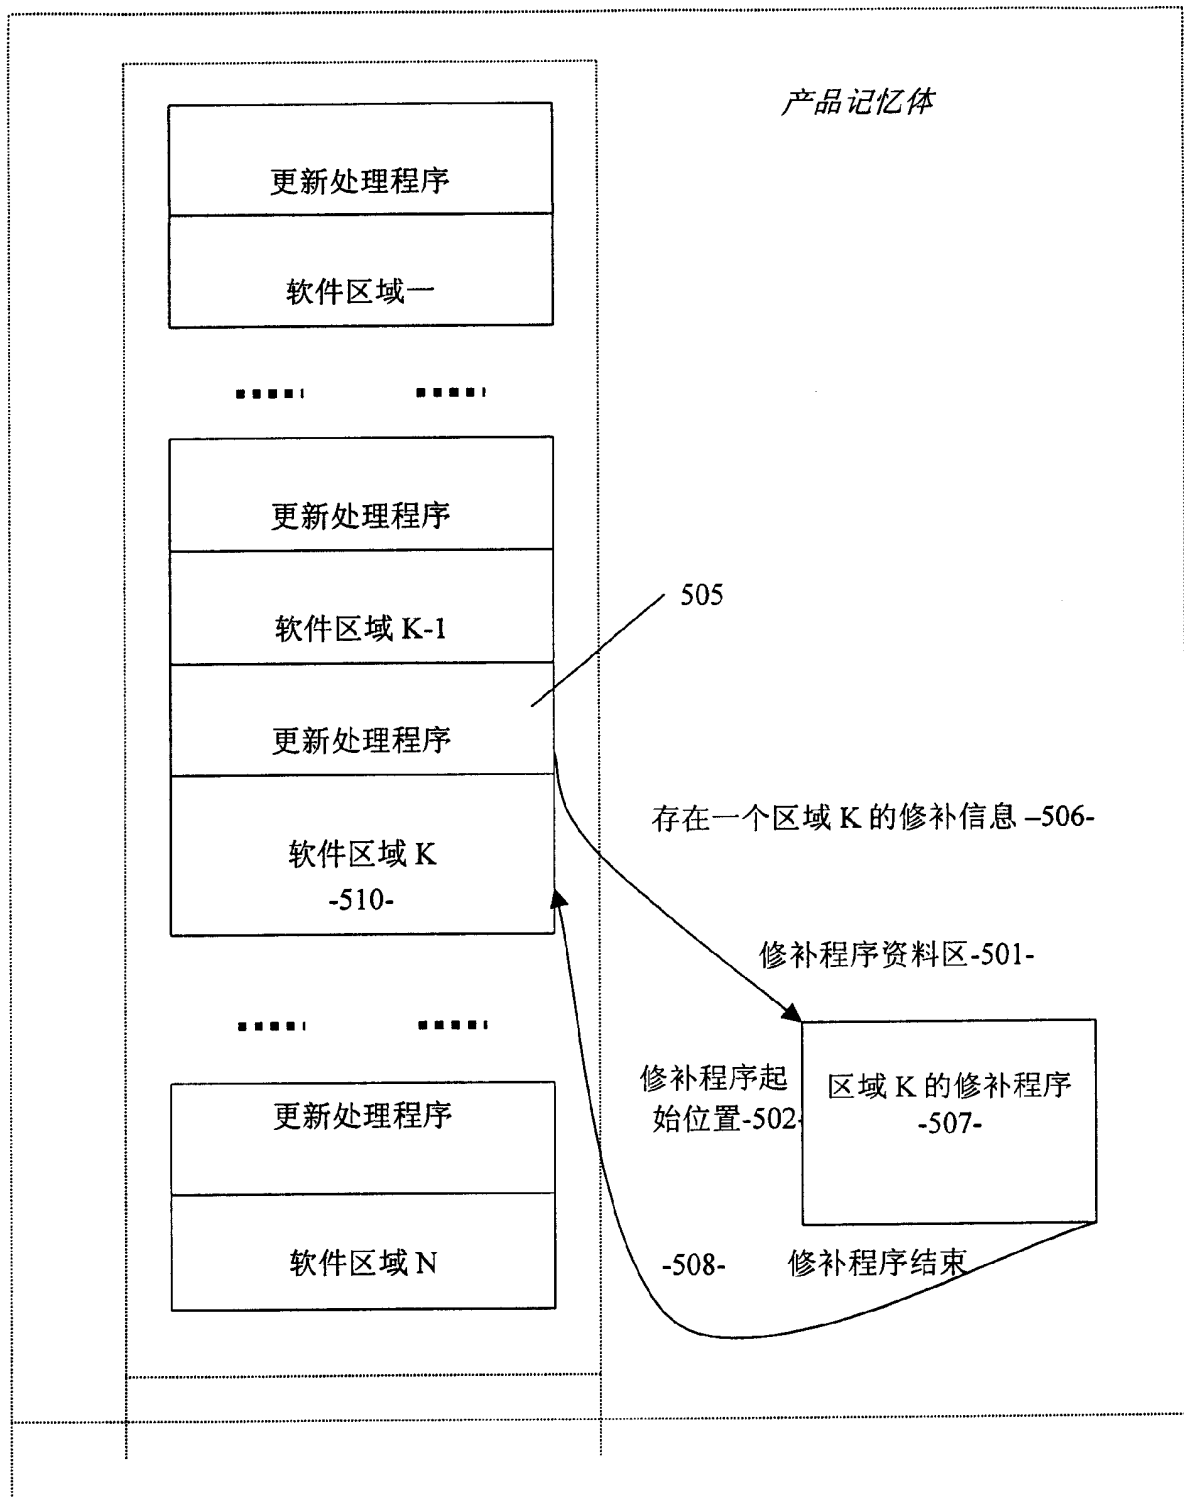 产品记忆体
更新处理程序
软件区域一
更新处理程序
软件区域 K-1
505
更新处理程序
存在一个区域 K 的修补信息 –506-
软件区域 K
-510-
修补程序资料区-501-
修补程序起
始位置-502-
区域 K 的修补程序
-507-
更新处理程序
软件区域 N
-508- 修补程序结束